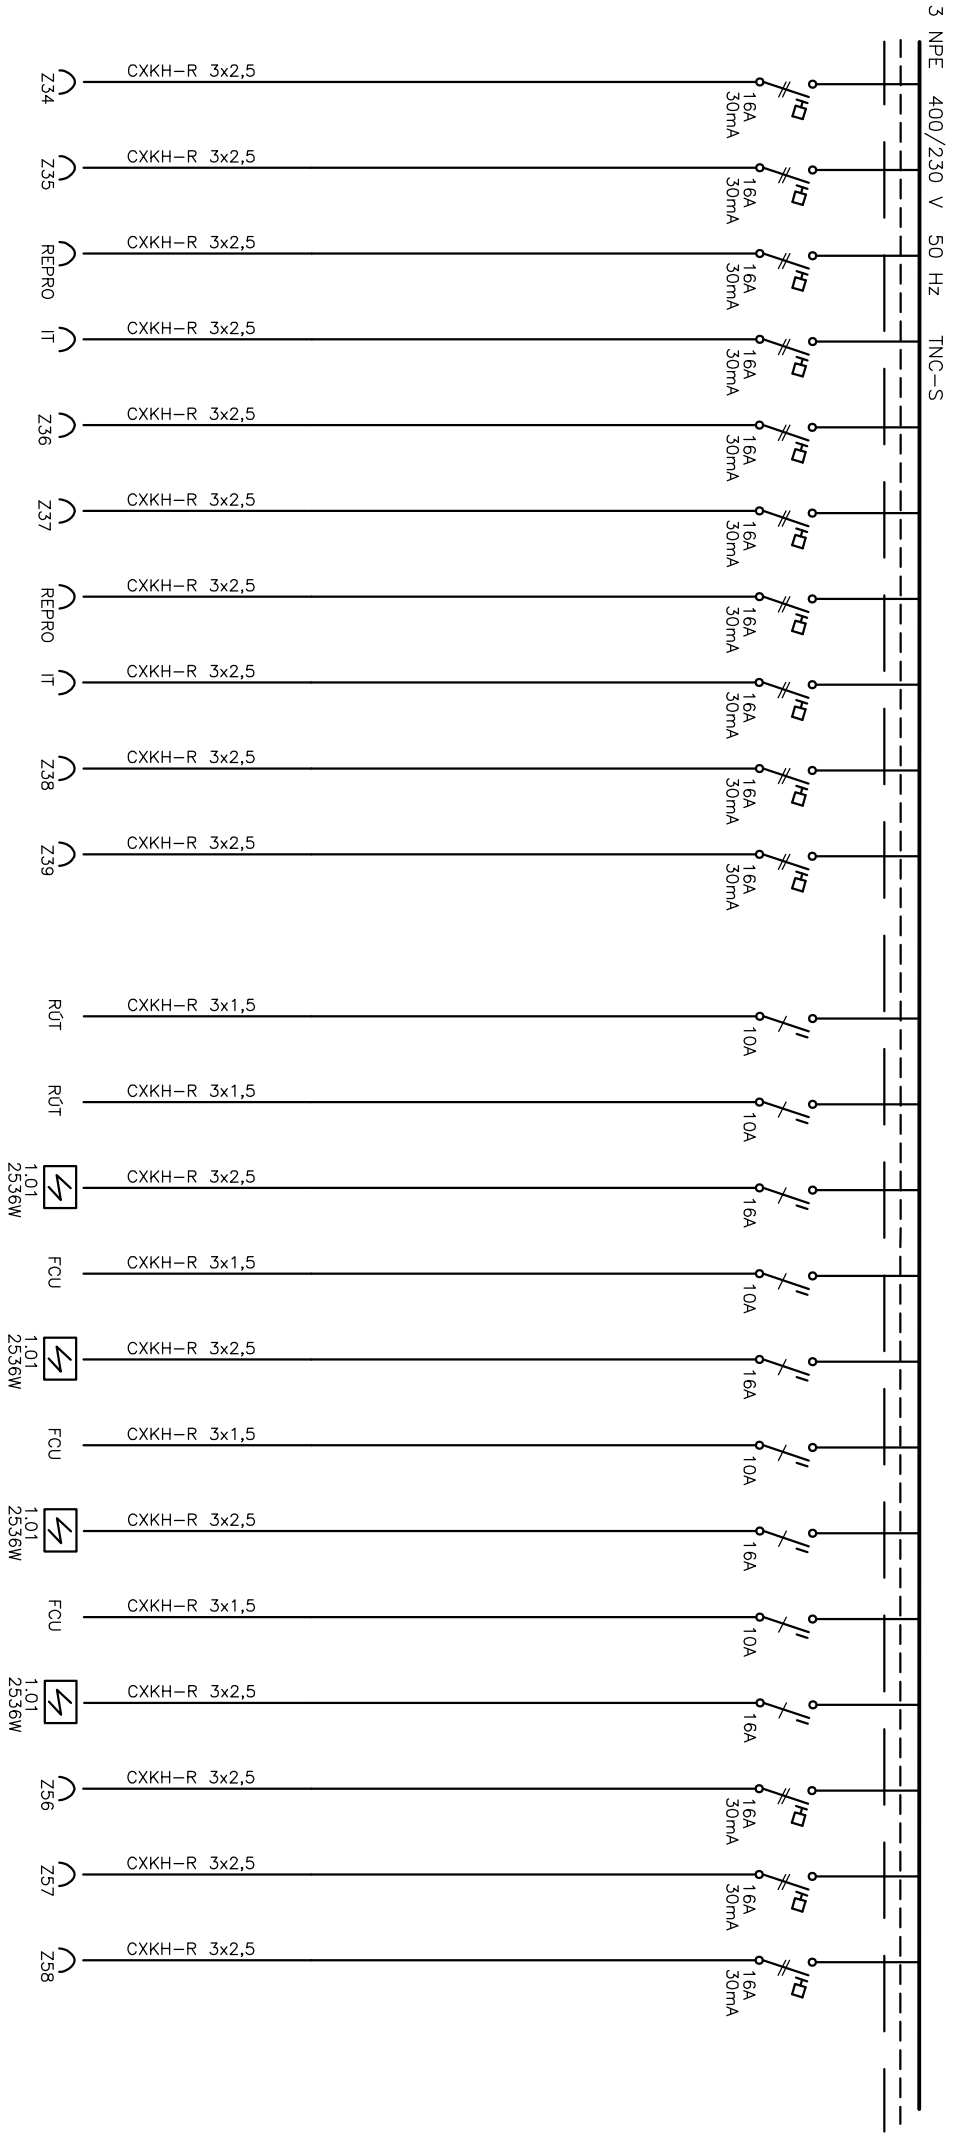 3 NPE 400/230 V 50 Hz TNC-S
CXKH-R 3x2,5
16A
30mA
Z34
CXKH-R 3x2,5
16A
30mA
Z35
CXKH-R 3x2,5
16A
30mA
REPRO
CXKH-R 3x2,5
16A
30mA
IT
CXKH-R 3x2,5
16A
30mA
Z36
CXKH-R 3x2,5
16A
30mA
Z37
CXKH-R 3x2,5
16A
30mA
REPRO
CXKH-R 3x2,5
16A
30mA
IT
CXKH-R 3x2,5
16A
30mA
Z38
CXKH-R 3x2,5
16A
30mA
Z39
CXKH-R 3x1,5
10A
RÚT
CXKH-R 3x1,5
10A
RÚT
CXKH-R 3x2,5
16A
1.01
2536W
CXKH-R 3x1,5
10A
FCU
CXKH-R 3x2,5
16A
1.01
2536W
CXKH-R 3x1,5
10A
FCU
CXKH-R 3x2,5
16A
1.01
2536W
CXKH-R 3x1,5
10A
FCU
CXKH-R 3x2,5
16A
1.01
2536W
CXKH-R 3x2,5
16A
30mA
Z56
CXKH-R 3x2,5
16A
30mA
Z57
CXKH-R 3x2,5
16A
30mA
Z58